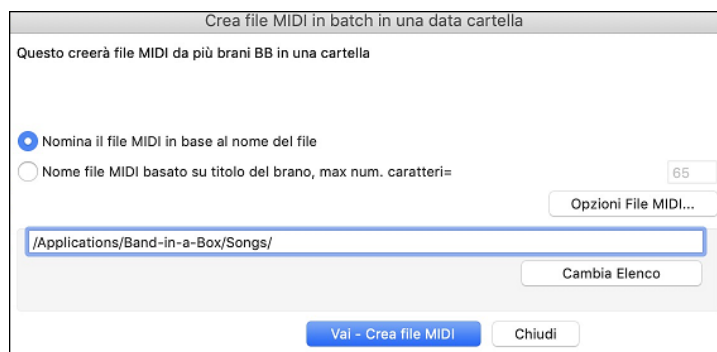 Crea file MIDI in batch in una data cartella
Questo creerà file MIDI da più brani BB in una cartella
Nomina il file MIDI in base al nome del file
Nome file MIDI basato su titolo del brano, max num. caratteri= 65
Opzioni File MIDI...
/Applications/Band-in-a-Box/Songs/
Cambia Elenco
Vai - Crea file MIDI Chiudi